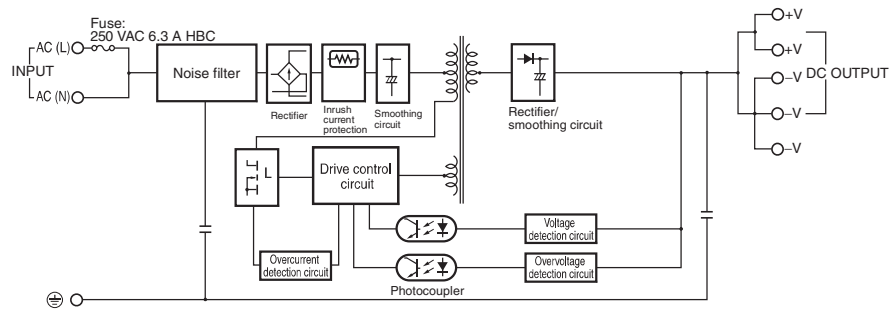 Fuse:
250 VAC 6.3 A HBC
AC (L)
INPUT
AC (N)
Noise filter
Rectifier
Inrush
current
protection
Smoothing
circuit
Rectifier/
smoothing circuit
+V
+V
–V
DC OUTPUT
–V
–V
L
Drive control
circuit
Overcurrent
detection circuit
Voltage
detection circuit
Overvoltage
detection circuit
Photocoupler